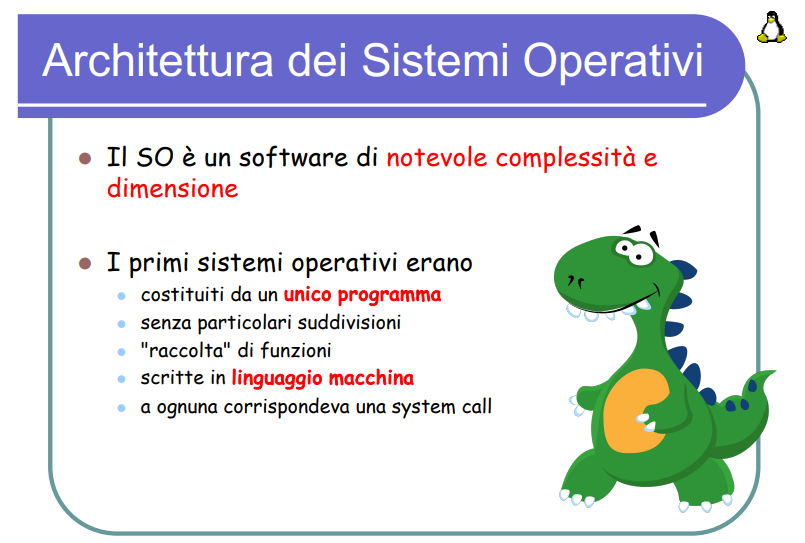 Architettura dei Sistemi Operativi
Il SO è un software di notevole complessità e
dimensione
I primi sistemi operativi erano
costituiti da un unico programma
senza particolari suddivisioni
"raccolta" di funzioni
scritte in linguaggio macchina
a ognuna corrispondeva una system call